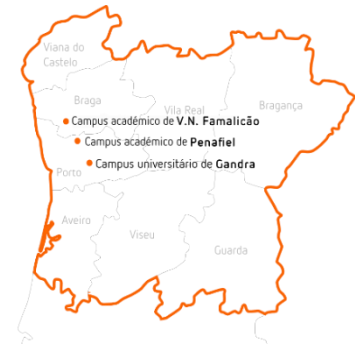 Viana do
Castelo
Braga
Vila Real
Bragança
Campus académico de V.N. Famalicão
Campus académico de Penafiel
Campus universitário de Gandra
Porto
Aveiro
Viseu
Guarda